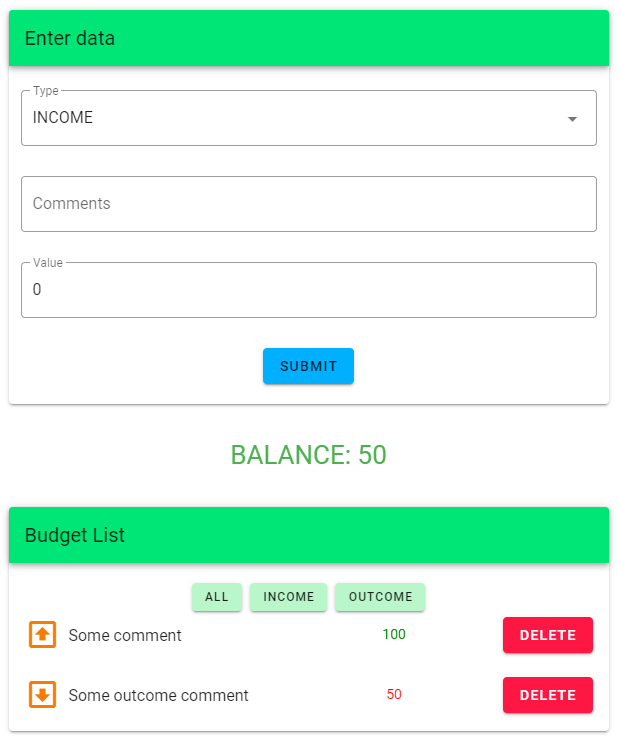 Enter data
Type
INCOME
Comments
Value
0
SUBMIT
BALANCE: 50
Budget List
ALL INCOME OUTCOME
Some comment 100 DELETE
Some outcome comment 50 DELETE